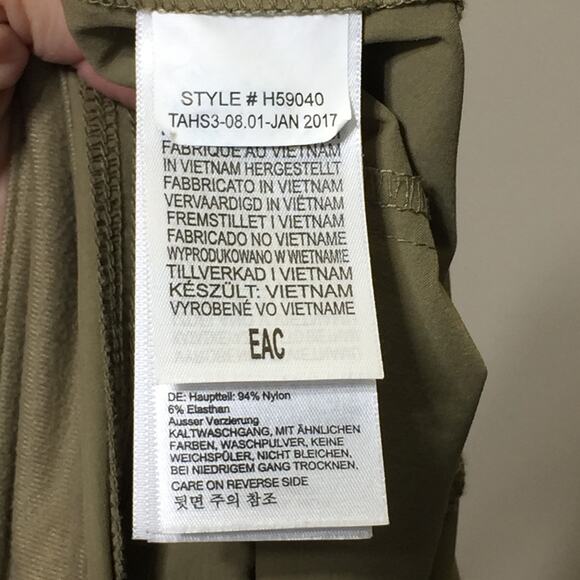 STYLE # H59040
TAHS3-08.01-JAN 2017
FABRIQUÉ AU VIETNAM
IN VIETNAM HERGESTELLT
FABBRICATO IN VIETNAM
VERVAARDIGD IN VIËTNAM
FREMSTILLET I VIETNAM
FABRICADO NO VIETNAME
WYPRODUKOWANO W WIETNAMIE
TILLVERKAD I VIETNAM
KÉSZÜLT: VIETNAM
VYROBENÉ VO VIETNAME
EAC
DE: Hauptteil: 94% Nylon
6% Elasthan
Ausser Verzierung
KALTWASCHGANG, MIT ÄHNLICHEN
FARBEN, WASCHPULVER, KEINE
WEICHSPÜLER, NICHT BLEICHEN,
BEI NIEDRIGEM GANG TROCKNEN.
CARE ON REVERSE SIDE
뒷면 주의 참조